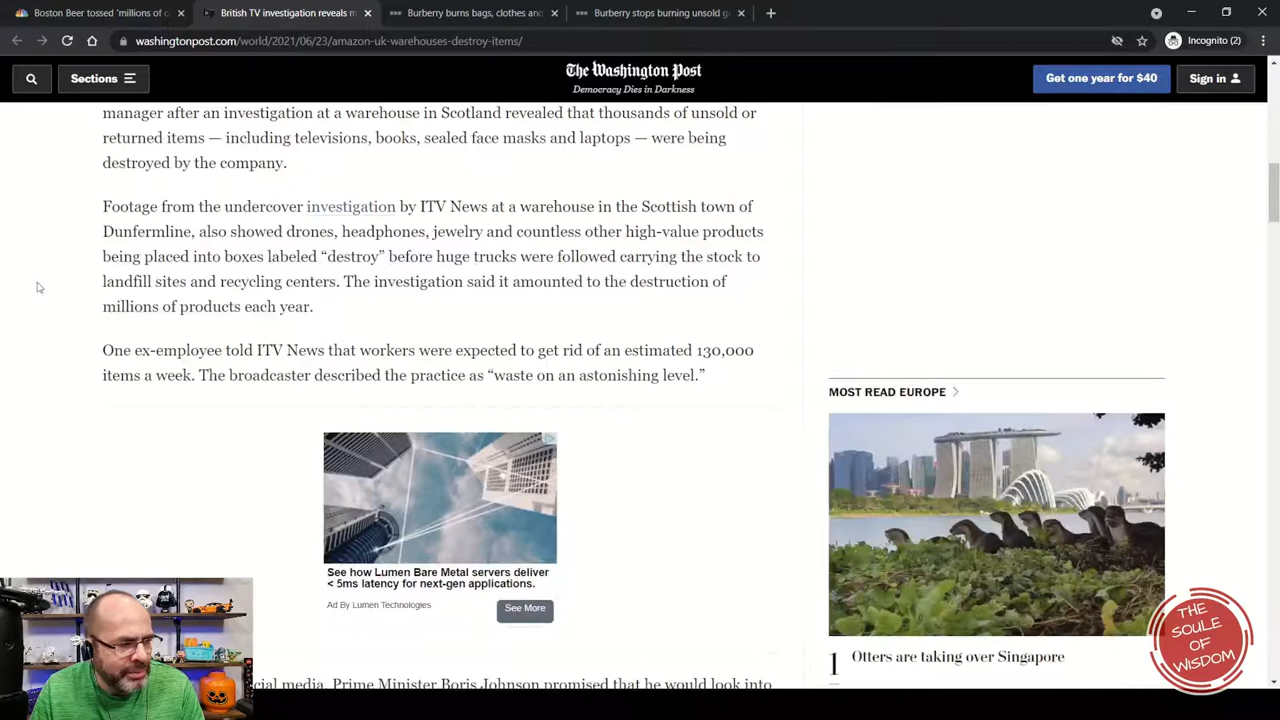 Boston Beer tossed 'millions of c
British TV investigation reveals m
Burberry burns bags, clothes and
Burberry stops burning unsold g
washingtonpost.com/world/2021/06/23/amazon-uk-warehouses-destroy-items/
Incognito (2)
Sections
The Washington Post
Democracy Dies in Darkness
Get one year for $40
Sign in
manager after an investigation at a warehouse in Scotland revealed that thousands of unsold or
returned items — including televisions, books, sealed face masks and laptops — were being
destroyed by the company.
Footage from the undercover investigation by ITV News at a warehouse in the Scottish town of
Dunfermline, also showed drones, headphones, jewelry and countless other high-value products
being placed into boxes labeled “destroy” before huge trucks were followed carrying the stock to
landfill sites and recycling centers. The investigation said it amounted to the destruction of
millions of products each year.
One ex-employee told ITV News that workers were expected to get rid of an estimated 130,000
items a week. The broadcaster described the practice as “waste on an astonishing level.”
See how Lumen Bare Metal servers deliver
< 5ms latency for next-gen applications.
Ad By Lumen Technologies
See More
cial media, Prime Minister Boris Johnson promised that he would look into
MOST READ EUROPE
1 Otters are taking over Singapore
THE
SOULE
OF
WISDOM